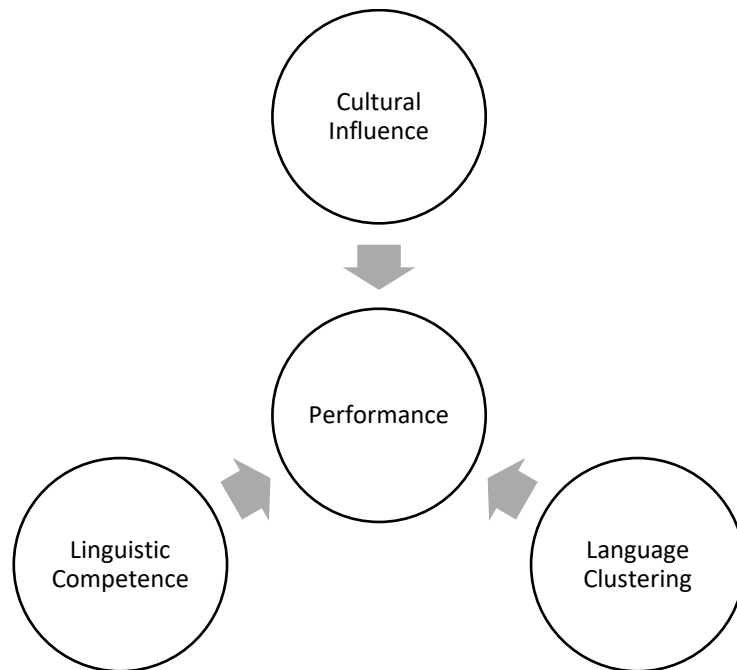 Cultural
Influence
Performance
Linguistic
Competence
Language
Clustering